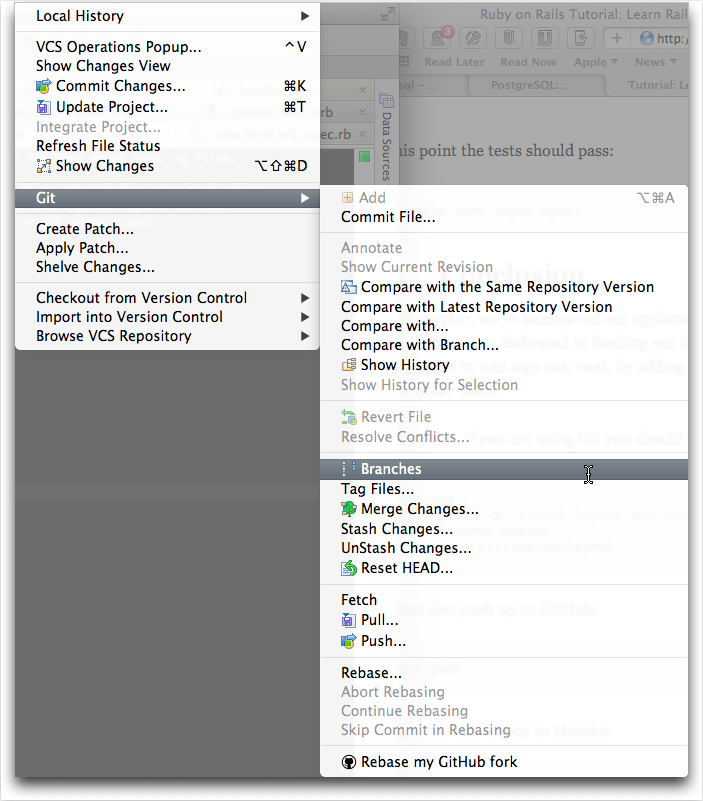 Local History
VCS Operations Popup... ^V
Show Changes View
Commit Changes... ⌘K
Update Project... ⌘T
Integrate Project...
Refresh File Status
Show Changes ⌥⇧⌘D
Git
Create Patch...
Apply Patch...
Shelve Changes...
Checkout from Version Control
Import into Version Control
Browse VCS Repository
Add ⌥⌘A
Commit File...
Annotate
Show Current Revision
Compare with the Same Repository Version
Compare with Latest Repository Version
Compare with...
Compare with Branch...
Show History
Show History for Selection
Revert File
Resolve Conflicts...
Branches
Tag Files...
Merge Changes...
Stash Changes...
UnStash Changes...
Reset HEAD...
Fetch
Pull...
Push...
Rebase...
Abort Rebasing
Continue Rebasing
Skip Commit in Rebasing
Rebase my GitHub fork
Ruby on Rails Tutorial: Learn Rail
3
http:
Read Later Read Now Apple News
sql –... PostgreSQL:... Tutorial: Le
Data Sources
his point the tests should pass: